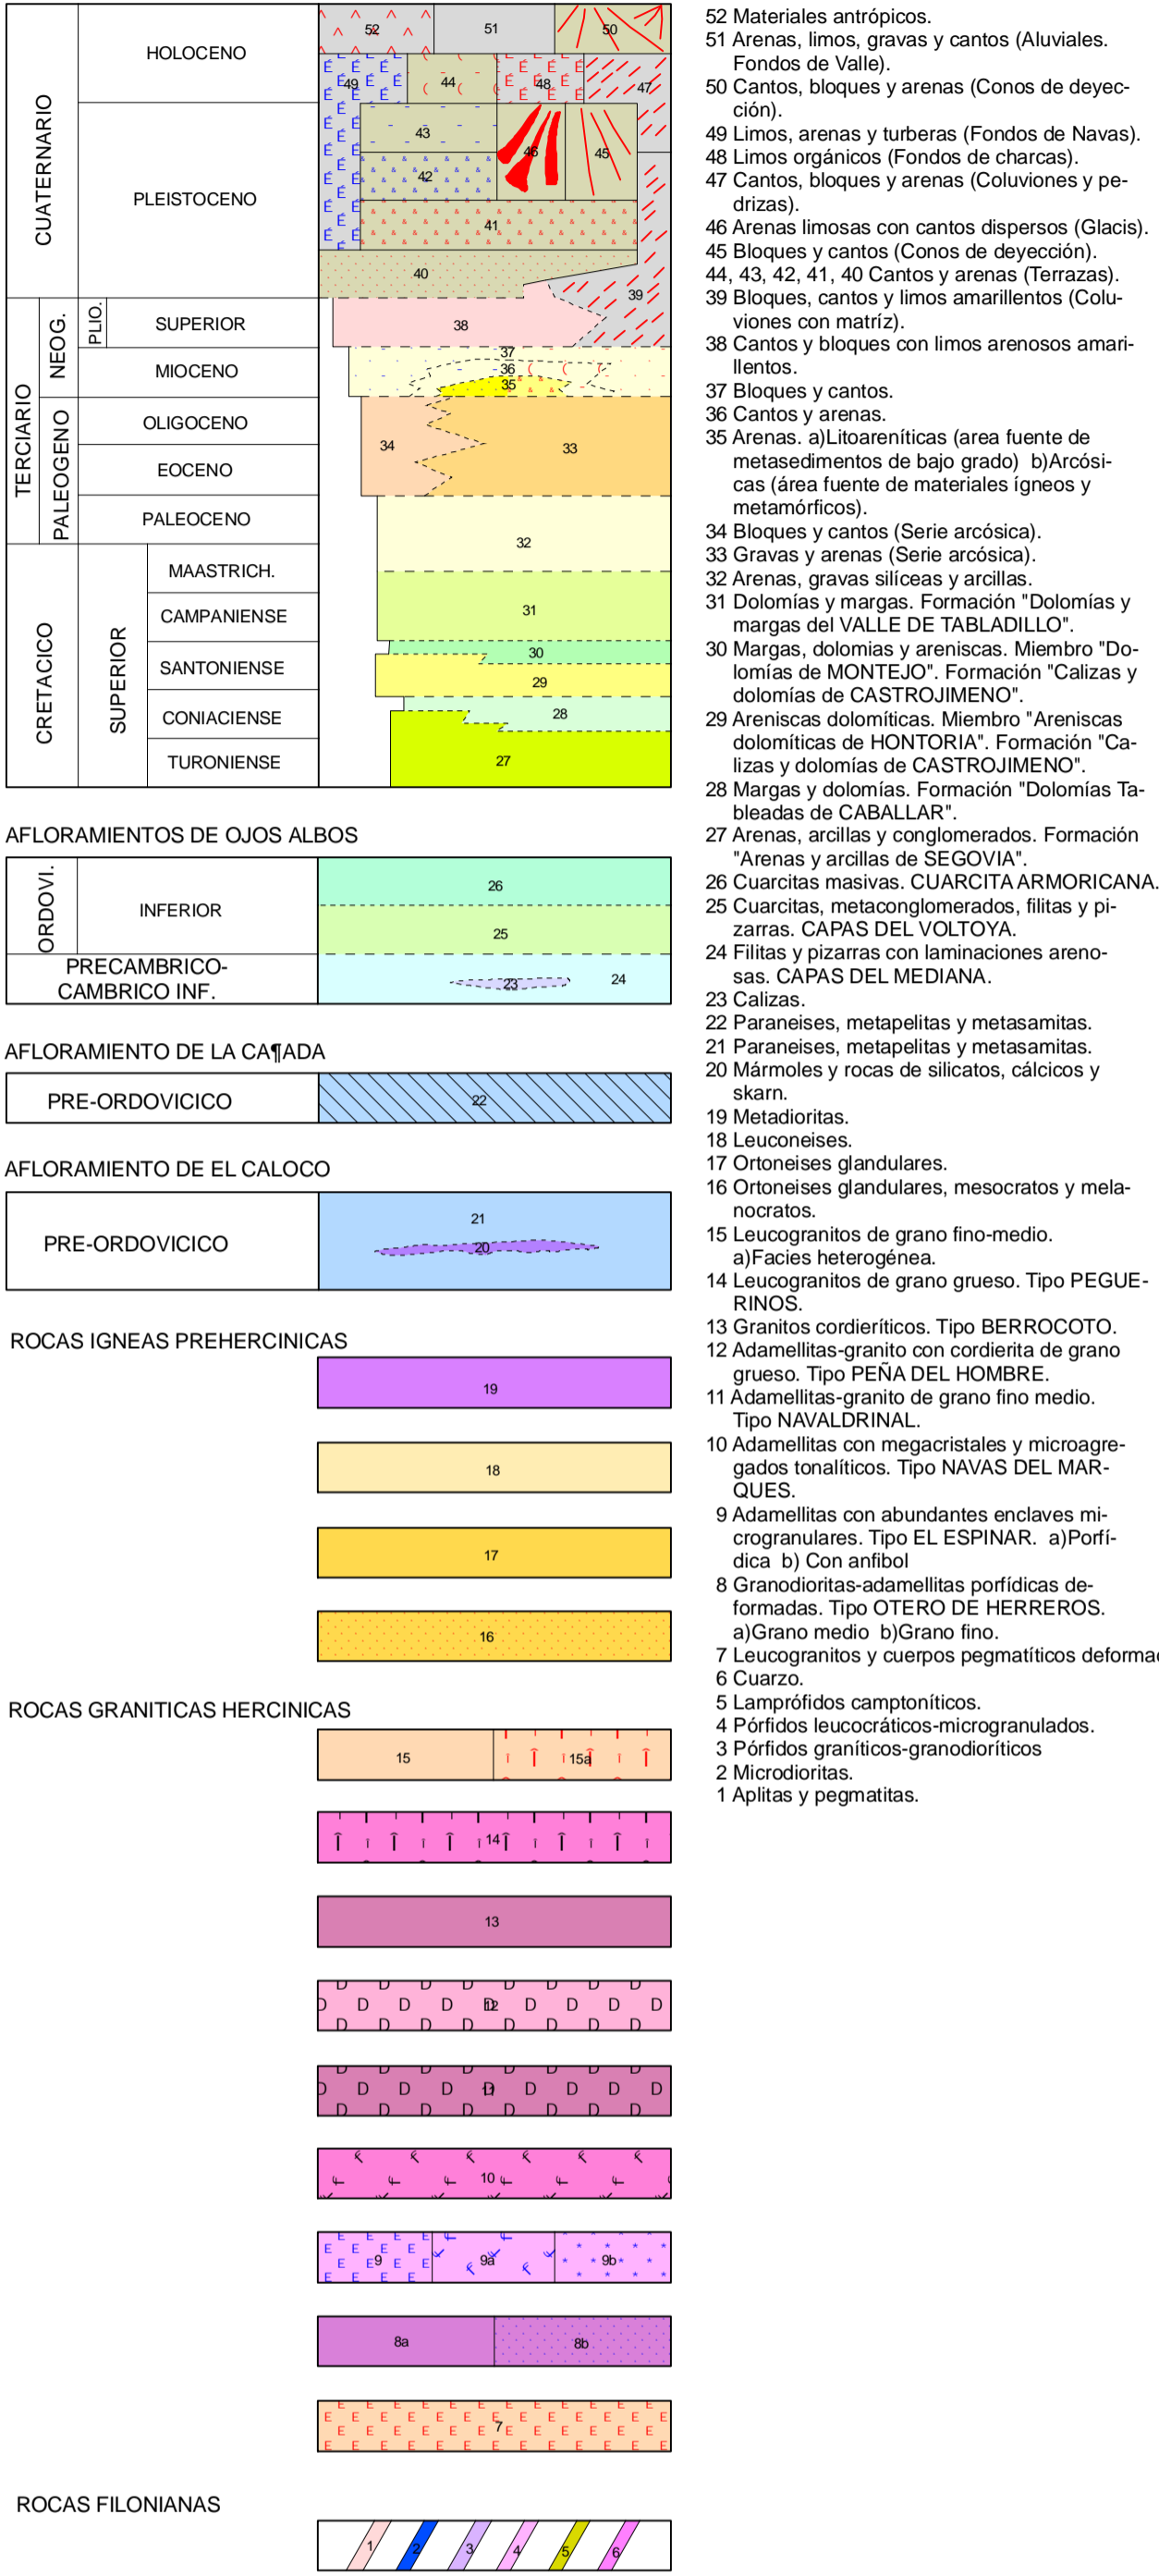 CUATERNARIO
HOLOCENO
PLEISTOCENO
TERCIARIO
NEOG.
PLIO.
SUPERIOR
MIOCENO
PALEOGENO
OLIGOCENO
EOCENO
PALEOCENO
CRETACICO
SUPERIOR
MAASTRICH.
CAMPANIENSE
SANTONIENSE
CONIACIENSE
TURONIENSE
52
51
50
49
44
48
47
43
46
45
42
41
40
39
38
37
36
35
34
33
32
31
30
29
28
27
AFLORAMIENTOS DE OJOS ALBOS
ORDOVI.
INFERIOR
26
25
PRECAMBRICO-
CAMBRICO INF.
23
24
AFLORAMIENTO DE LA CA¶ADA
PRE-ORDOVICICO
22
AFLORAMIENTO DE EL CALOCO
PRE-ORDOVICICO
21
20
ROCAS IGNEAS PREHERCINICAS
19
18
17
16
ROCAS GRANITICAS HERCINICAS
15
15a
14
13
12
11
10
9
9a
9b
8a
8b
7
ROCAS FILONIANAS
1
2
3
4
5
6
52 Materiales antrópicos.
51 Arenas, limos, gravas y cantos (Aluviales.
Fondos de Valle).
50 Cantos, bloques y arenas (Conos de deyec-
ción).
49 Limos, arenas y turberas (Fondos de Navas).
48 Limos orgánicos (Fondos de charcas).
47 Cantos, bloques y arenas (Coluviones y pe-
drizas).
46 Arenas limosas con cantos dispersos (Glacis).
45 Bloques y cantos (Conos de deyección).
44, 43, 42, 41, 40 Cantos y arenas (Terrazas).
39 Bloques, cantos y limos amarillentos (Colu-
viones con matríz).
38 Cantos y bloques con limos arenosos amari-
llentos.
37 Bloques y cantos.
36 Cantos y arenas.
35 Arenas. a)Litoareníticas (area fuente de
metasedimentos de bajo grado) b)Arcósi-
cas (área fuente de materiales ígneos y
metamórficos).
34 Bloques y cantos (Serie arcósica).
33 Gravas y arenas (Serie arcósica).
32 Arenas, gravas silíceas y arcillas.
31 Dolomías y margas. Formación "Dolomías y
margas del VALLE DE TABLADILLO".
30 Margas, dolomias y areniscas. Miembro "Do-
lomías de MONTEJO". Formación "Calizas y
dolomías de CASTROJIMENO".
29 Areniscas dolomíticas. Miembro "Areniscas
dolomíticas de HONTORIA". Formación "Ca-
lizas y dolomías de CASTROJIMENO".
28 Margas y dolomías. Formación "Dolomías Ta-
bleadas de CABALLAR".
27 Arenas, arcillas y conglomerados. Formación
"Arenas y arcillas de SEGOVIA".
26 Cuarcitas masivas. CUARCITA ARMORICANA.
25 Cuarcitas, metaconglomerados, filitas y pi-
zarras. CAPAS DEL VOLTOYA.
24 Filitas y pizarras con laminaciones areno-
sas. CAPAS DEL MEDIANA.
23 Calizas.
22 Paraneises, metapelitas y metasamitas.
21 Paraneises, metapelitas y metasamitas.
20 Mármoles y rocas de silicatos, cálcicos y
skarn.
19 Metadioritas.
18 Leuconeises.
17 Ortoneises glandulares.
16 Ortoneises glandulares, mesocratos y mela-
nocratos.
15 Leucogranitos de grano fino-medio.
a)Facies heterogénea.
14 Leucogranitos de grano grueso. Tipo PEGUE-
RINOS.
13 Granitos cordieríticos. Tipo BERROCOTO.
12 Adamellitas-granito con cordierita de grano
grueso. Tipo PEÑA DEL HOMBRE.
11 Adamellitas-granito de grano fino medio.
Tipo NAVALDRINAL.
10 Adamellitas con megacristales y microagre-
gados tonalíticos. Tipo NAVAS DEL MAR-
QUES.
9 Adamellitas con abundantes enclaves mi-
crogranulares. Tipo EL ESPINAR. a)Porfí-
dica b) Con anfibol
8 Granodioritas-adamellitas porfídicas de-
formadas. Tipo OTERO DE HERREROS.
a)Grano medio b)Grano fino.
7 Leucogranitos y cuerpos pegmatíticos
6 Cuarzo.
5 Lamprófidos camptoníticos.
4 Pórfidos leucocráticos-microgranulados.
3 Pórfidos graníticos-granodioríticos
2 Microdioritas.
1 Aplitas y pegmatitas.